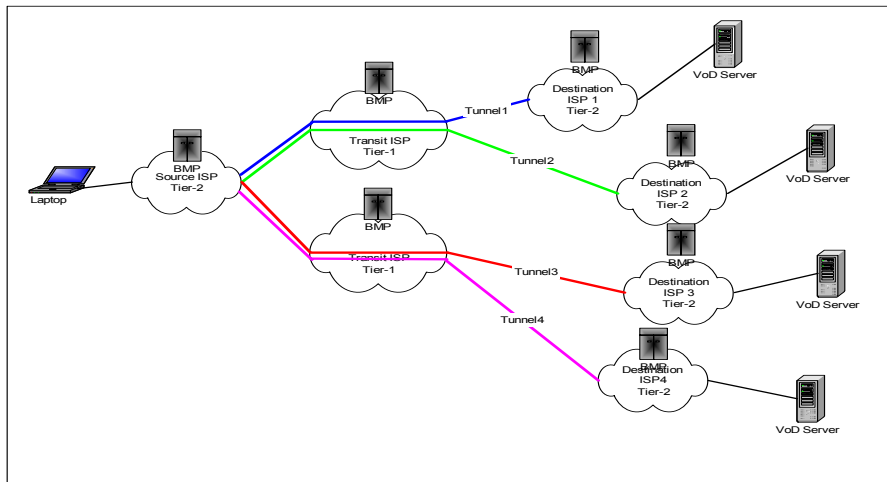 BMP
Destination
ISP 1
Tier-2
VoD Server
BMP
Transit ISP
Tier-1
Tunnel1
Tunnel2
BMP
Destination
ISP 2
Tier-2
VoD Server
BMP
Source ISP
Tier-2
Laptop
BMP
Transit ISP
Tier-1
Tunnel3
Tunnel4
BMP
Destination
ISP 3
Tier-2
VoD Server
BMP
Destination
ISP4
Tier-2
VoD Server